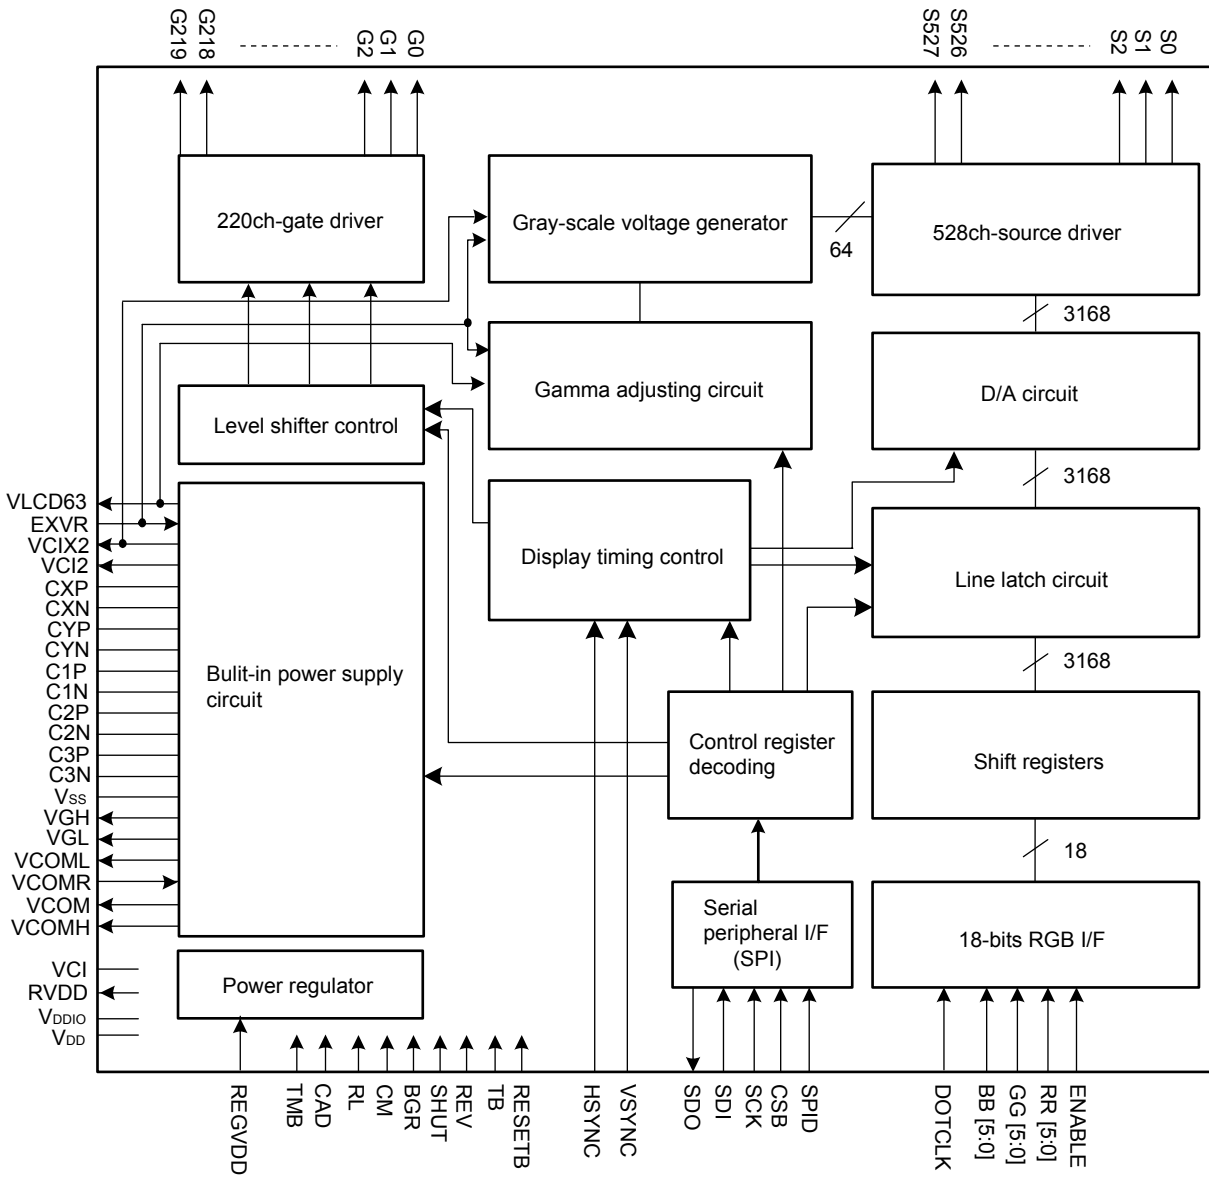 G219
G218
G2
G1
G0
S527
S526
S2
S1
S0
220ch-gate driver
Gray-scale voltage generator
64
528ch-source driver
3168
Gamma adjusting circuit
D/A circuit
Level shifter control
3168
VLCD63
EXVR
VCIX2
VCI2
CXP
CXN
CYP
CYN
C1P
C1N
C2P
C2N
C3P
C3N
VSS
VGH
VGL
VCOML
VCOMR
VCOM
VCOMH
Display timing control
Line latch circuit
3168
Bulit-in power supply
circuit
Control register
decoding
Shift registers
18
Serial
peripheral I/F
(SPI)
18-bits RGB I/F
VCI
RVDD
VDDIO
VDD
Power regulator
REGVDD
TMB
CAD
RL
CM
BGR
SHUT
REV
TB
RESETB
HSYNC
VSYNC
SDO
SDI
SCK
CSB
SPID
DOTCLK
BB [5:0]
GG [5:0]
RR [5:0]
ENABLE